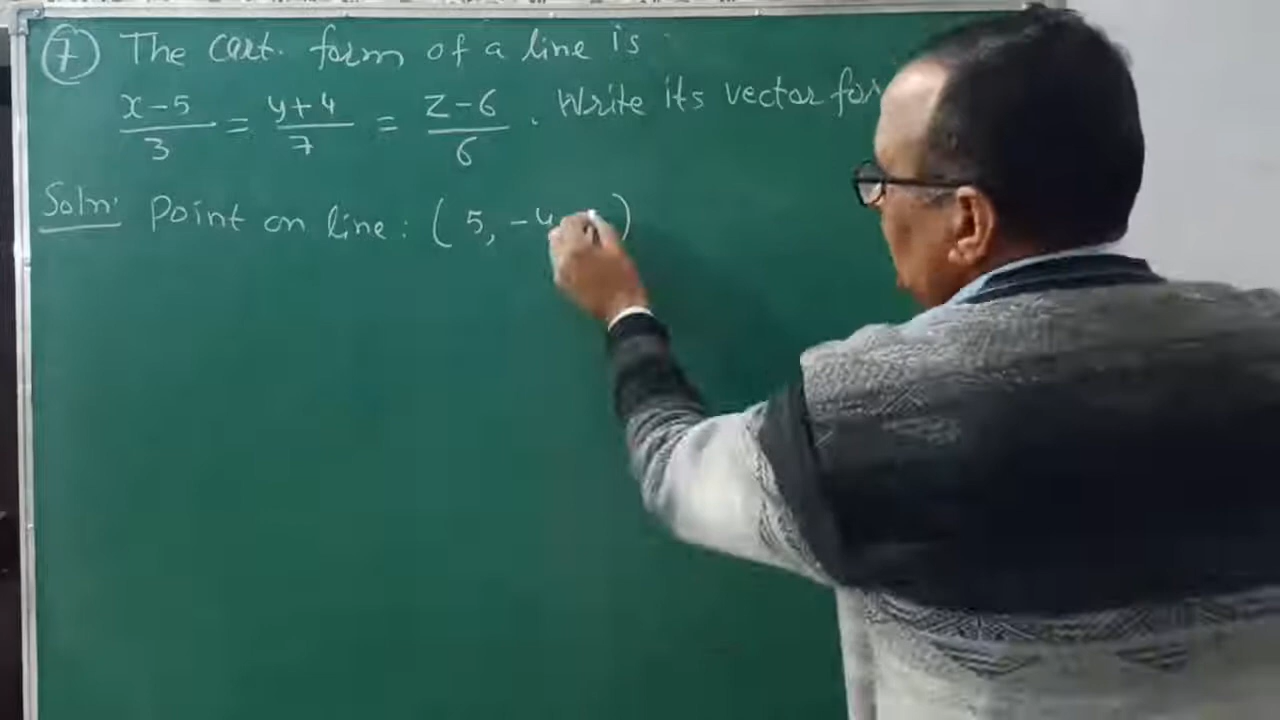 7 The cart. form of a line is
x-5/3 = y+4/7 = z-6/6 . Write its vector for
Soln. Point on line : ( 5, -4 )